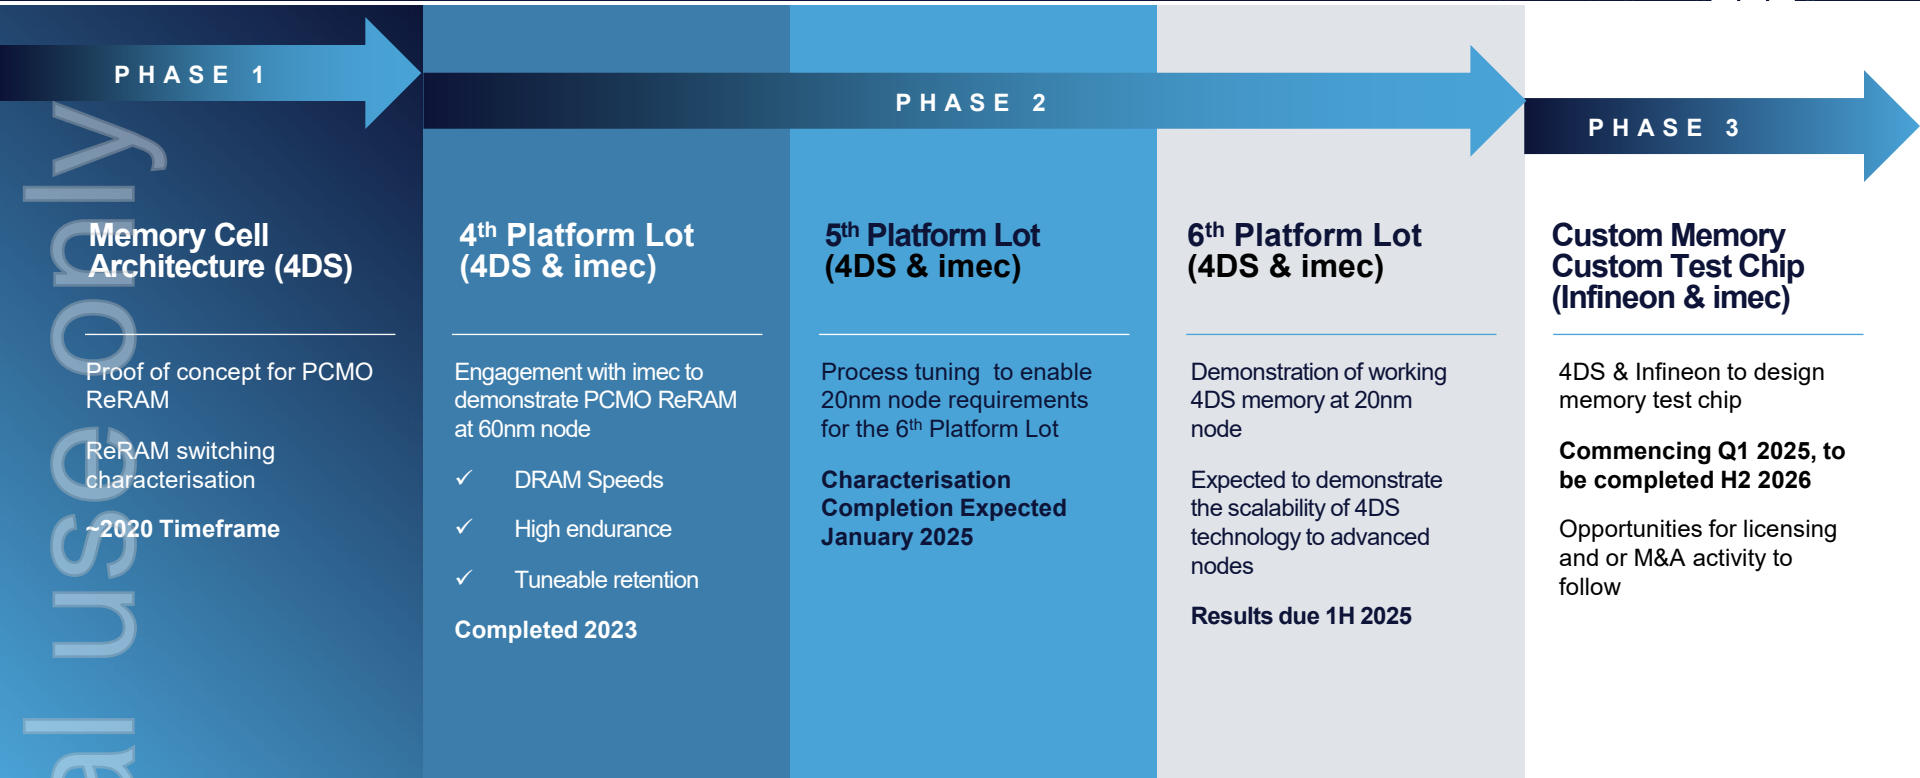 PHASE 1
PHASE 2
PHASE 3
Memory Cell
Architecture (4DS)
Proof of concept for PCMO
ReRAM
ReRAM switching
characterisation
~2020 Timeframe
4th Platform Lot
(4DS & imec)
Engagement with imec to
demonstrate PCMO ReRAM
at 60nm node
✓ DRAM Speeds
✓ High endurance
✓ Tuneable retention
Completed 2023
5th Platform Lot
(4DS & imec)
Process tuning to enable
20nm node requirements
for the 6th Platform Lot
Characterisation
Completion Expected
January 2025
6th Platform Lot
(4DS & imec)
Demonstration of working
4DS memory at 20nm
node
Expected to demonstrate
the scalability of 4DS
technology to advanced
nodes
Results due 1H 2025
Custom Memory
Custom Test Chip
(Infineon & imec)
4DS & Infineon to design
memory test chip
Commencing Q1 2025, to
be completed H2 2026
Opportunities for licensing
and or M&A activity to
follow
al use only